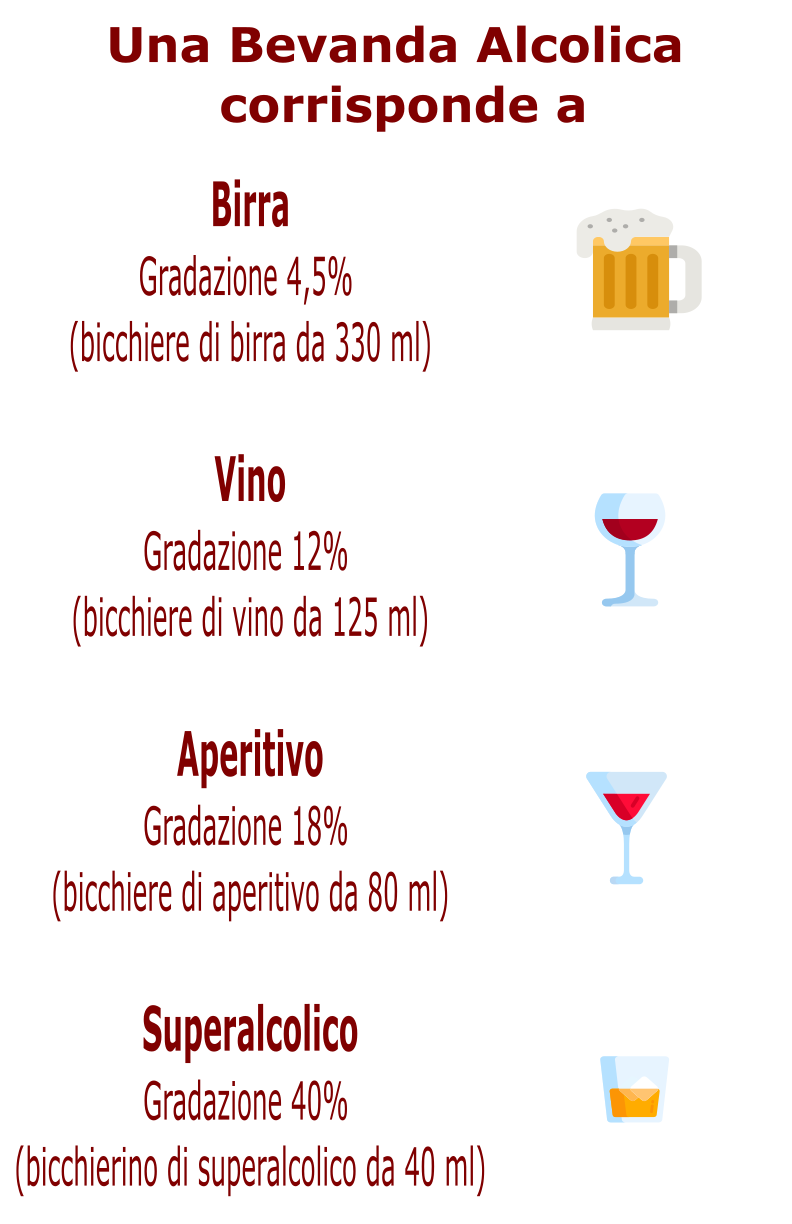 Una Bevanda Alcolica
corrisponde a
Birra
Gradazione 4,5%
(bicchiere di birra da 330 ml)
Vino
Gradazione 12%
(bicchiere di vino da 125 ml)
Aperitivo
Gradazione 18%
(bicchiere di aperitivo da 80 ml)
Superalcolico
Gradazione 40%
(bicchierino di superalcolico da 40 ml)